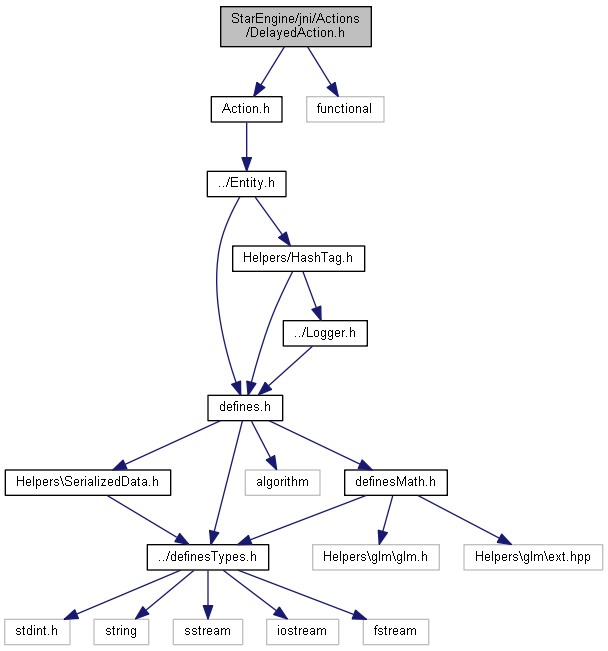 StarEngine/jni/Actions
/DelayedAction.h
Action.h
functional
../Entity.h
Helpers/HashTag.h
../Logger.h
defines.h
Helpers\SerializedData.h
algorithm
definesMath.h
../definesTypes.h
Helpers\glm\glm.h
Helpers\glm\ext.hpp
stdint.h
string
sstream
iostream
fstream